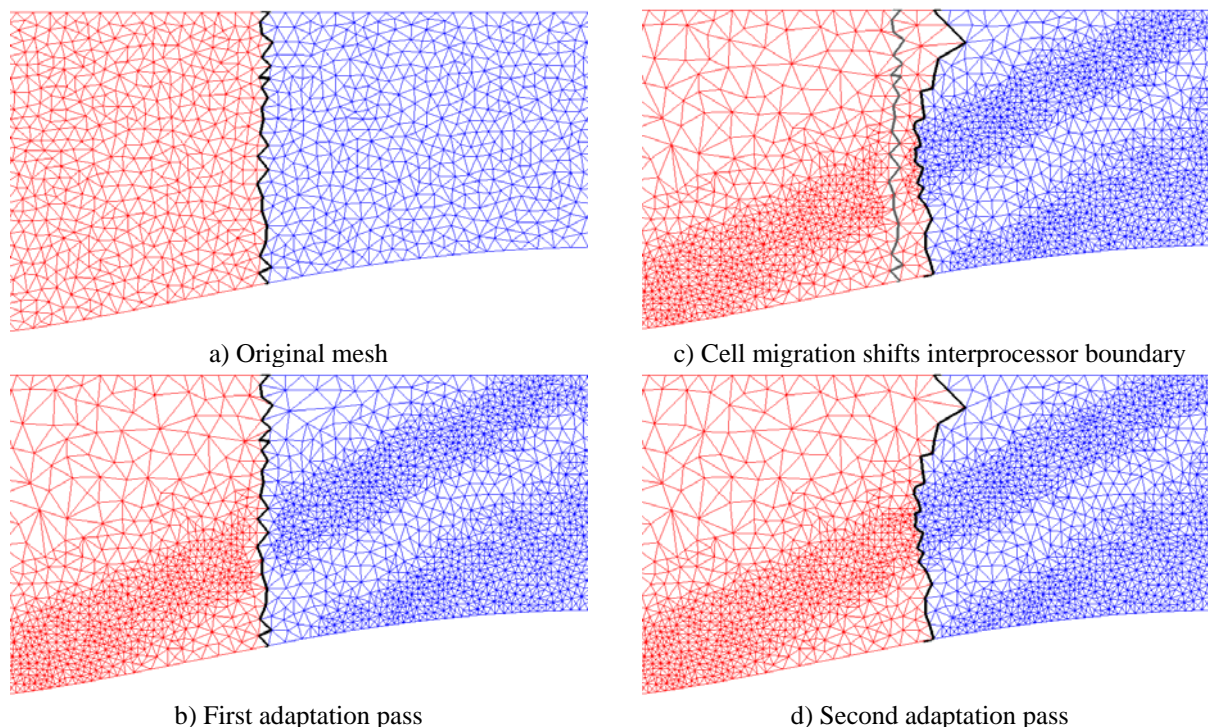 a) Original mesh
c) Cell migration shifts interprocessor boundary
b) First adaptation pass
d) Second adaptation pass